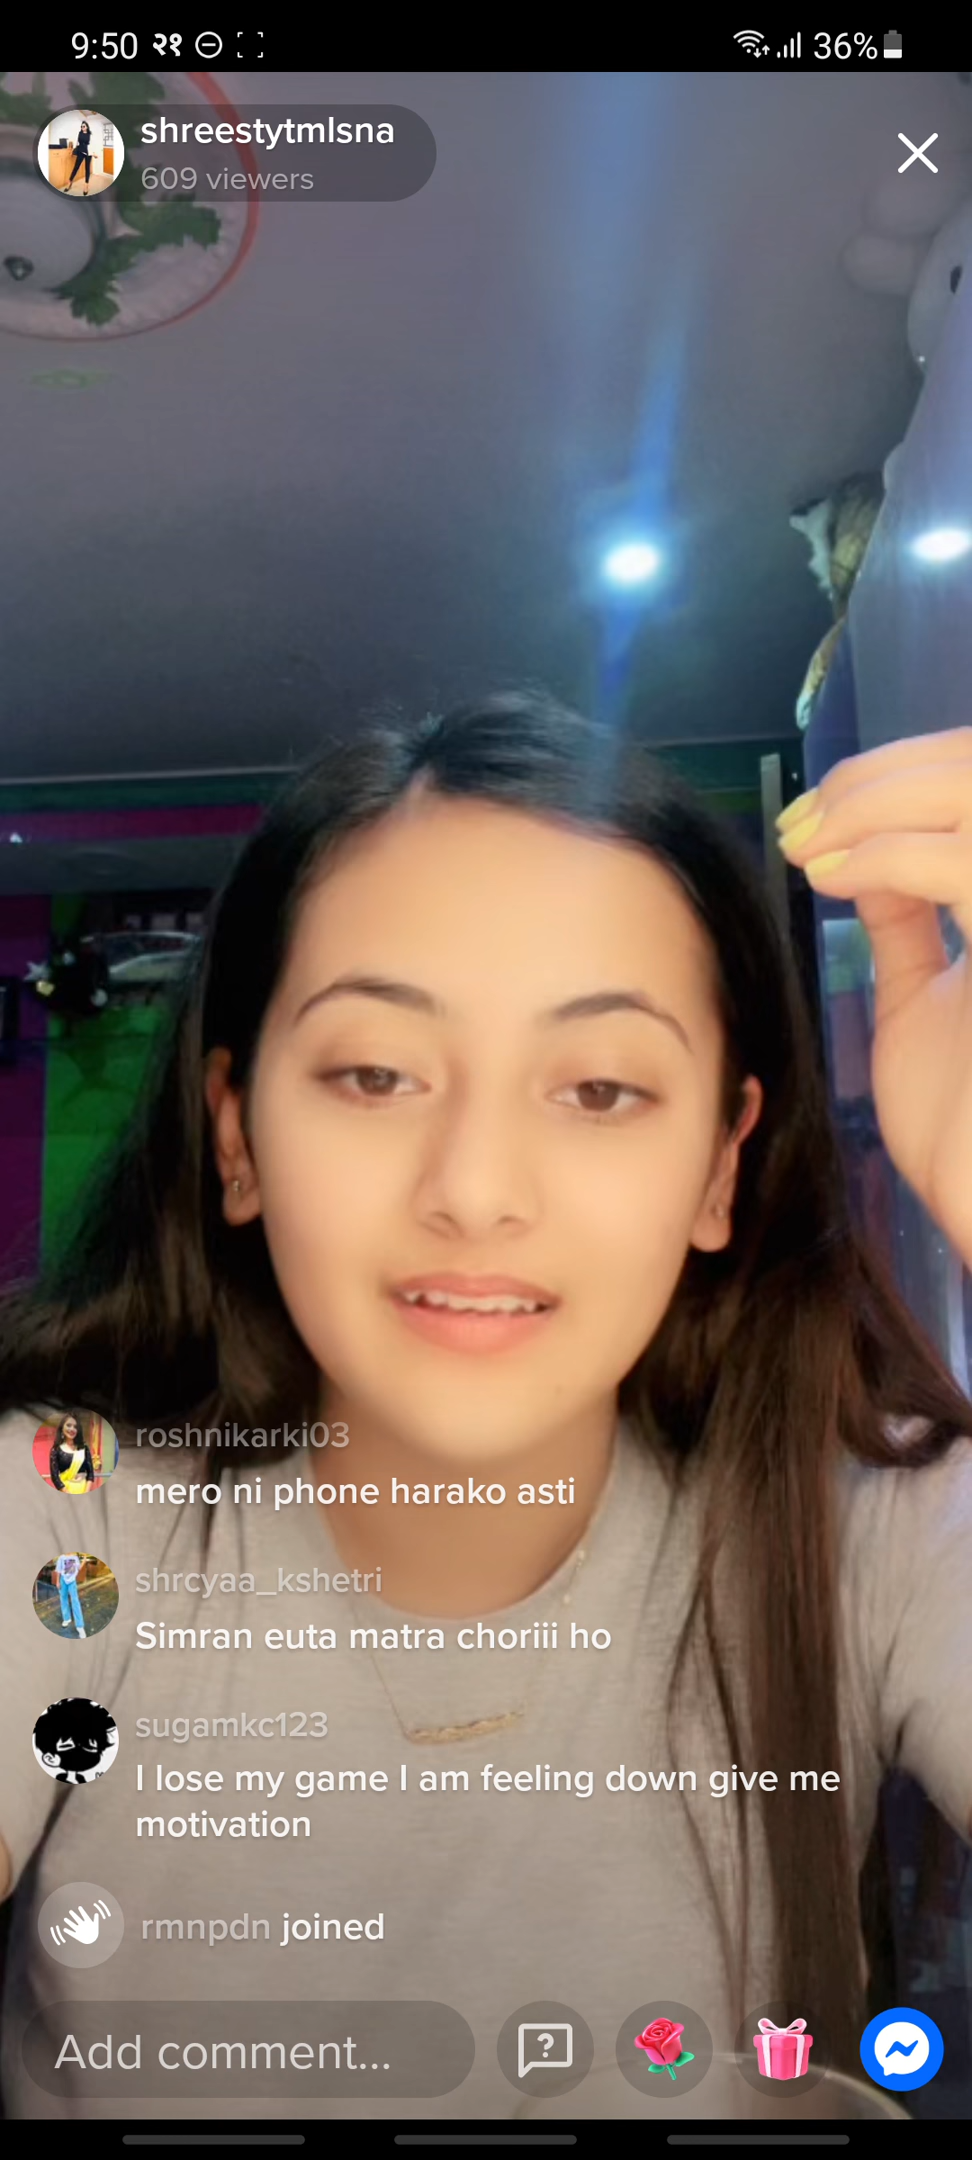 9:50 २१ 36%
shreestytmlsna
609 viewers
roshnikarki03
mero ni phone harako asti
shrcyaa_kshetri
Simran euta matra choriii ho
sugamkc123
I lose my game I am feeling down give me
motivation
rmnpdn joined
Add comment...